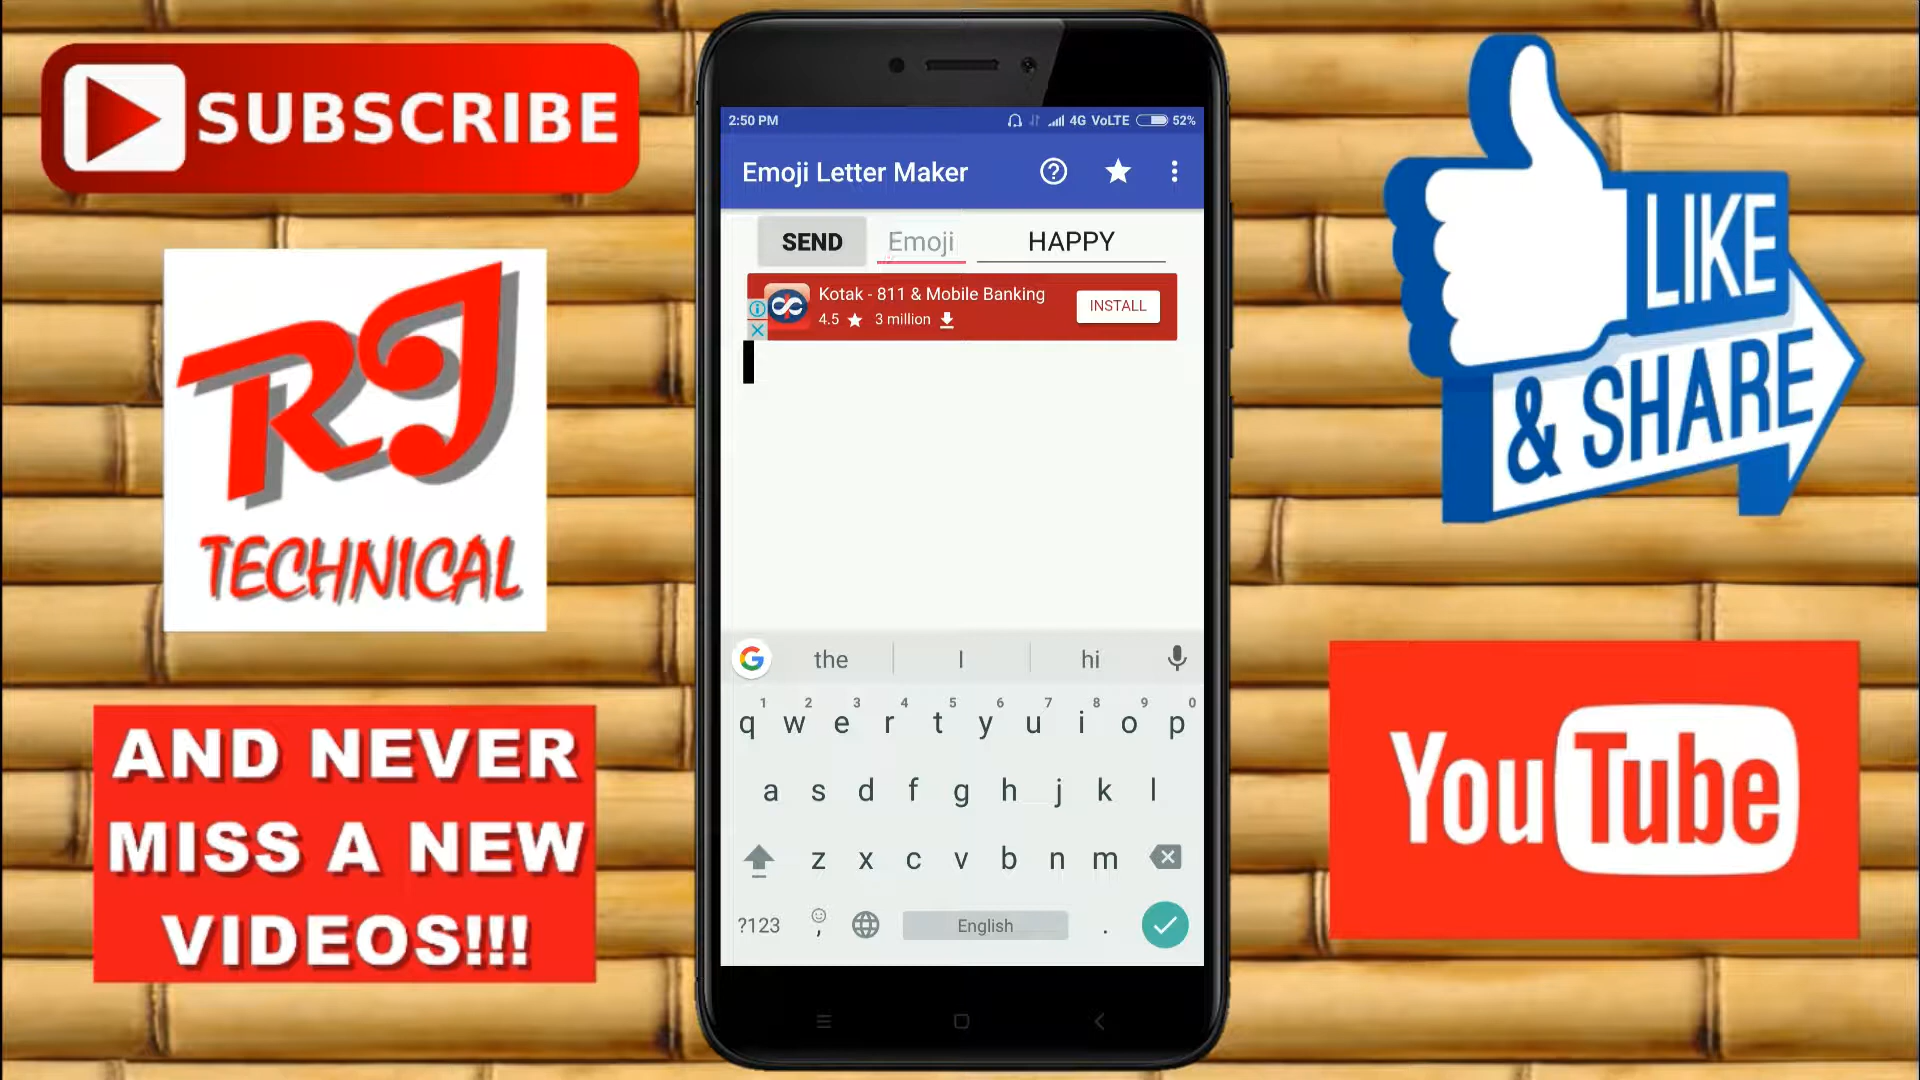 SUBSCRIBE
RJ
TECHNICAL
AND NEVER
MISS A NEW
VIDEOS!!!
2:50 PM
4G VoLTE 52%
Emoji Letter Maker
SEND Emoji HAPPY
Kotak - 811 & Mobile Banking
4.5 ★ 3 million
INSTALL
G the I hi
1 2 3 4 5 6 7 8 9 0
q w e r t y u i o p
a s d f g h j k l
z x c v b n m
?123 , English .
LIKE
& SHARE
YouTube